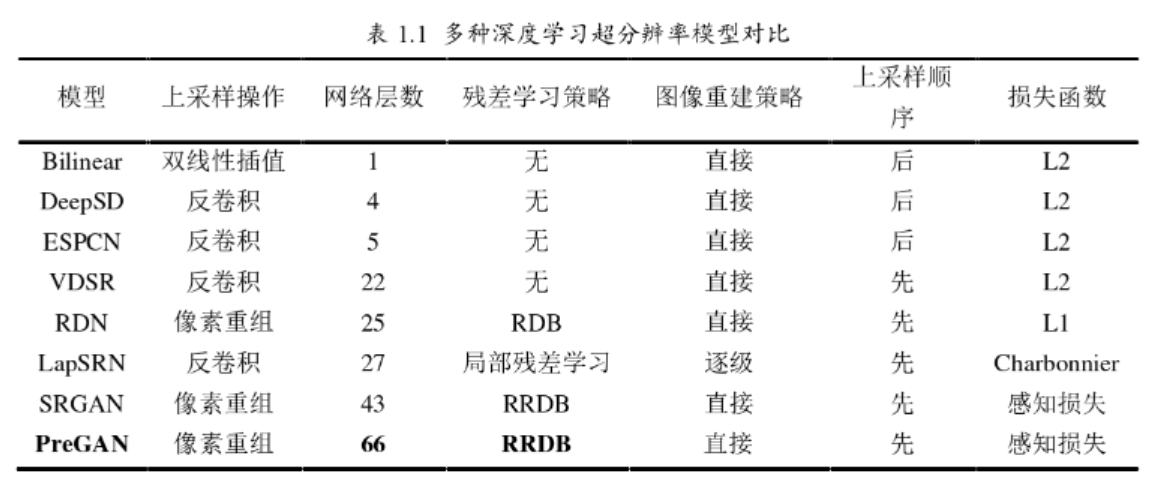 表 1.1 多种深度学习超分辨率模型对比
模型 上采样操作 网络层数 残差学习策略 图像重建策略 上采样顺序 损失函数
Bilinear 双线性插值 1 无 直接 后 L2
DeepSD 反卷积 4 无 直接 后 L2
ESPCN 反卷积 5 无 直接 后 L2
VDSR 反卷积 22 无 直接 先 L2
RDN 像素重组 25 RDB 直接 先 L1
LapSRN 反卷积 27 局部残差学习 逐级 先 Charbonnier
SRGAN 像素重组 43 RRDB 直接 先 感知损失
PreGAN 像素重组 66 RRDB 直接 先 感知损失